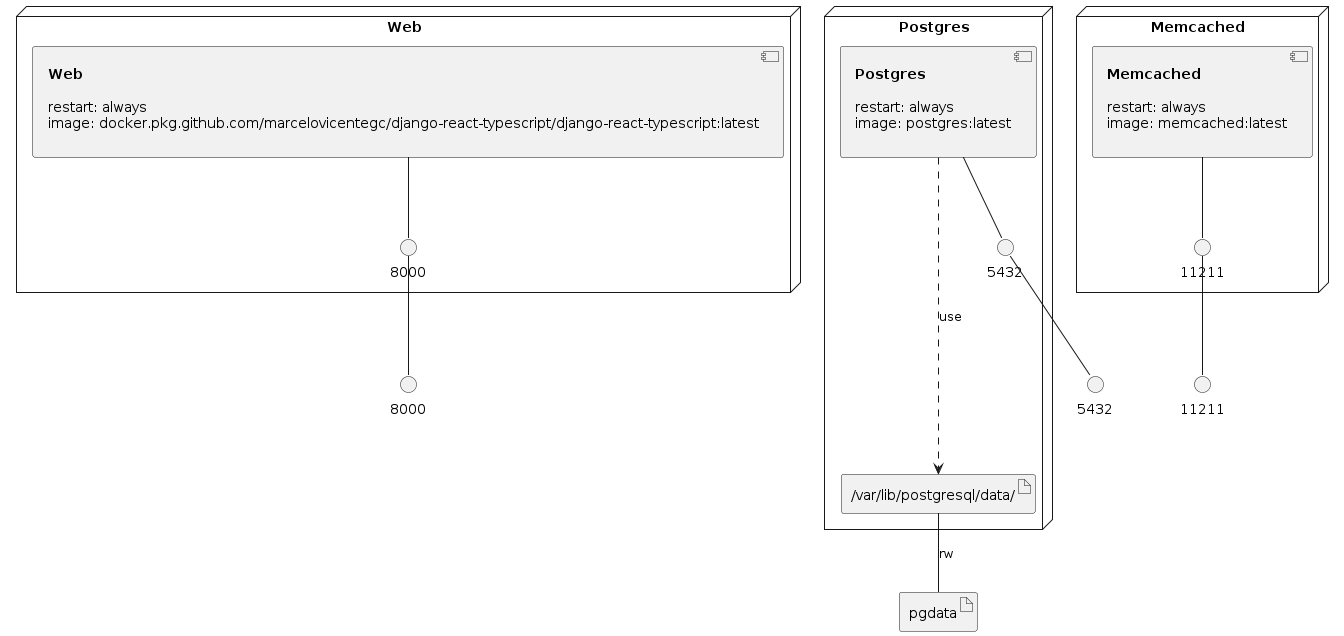 Web
Web
restart: always
image: docker.pkg.github.com/marcelovicentegc/django-react-typescript/django-react-typescript:latest
8000
8000
Postgres
Postgres
restart: always
image: postgres:latest
5432
use
5432
/var/lib/postgresql/data/
rw
pgdata
Memcached
Memcached
restart: always
image: memcached:latest
11211
11211